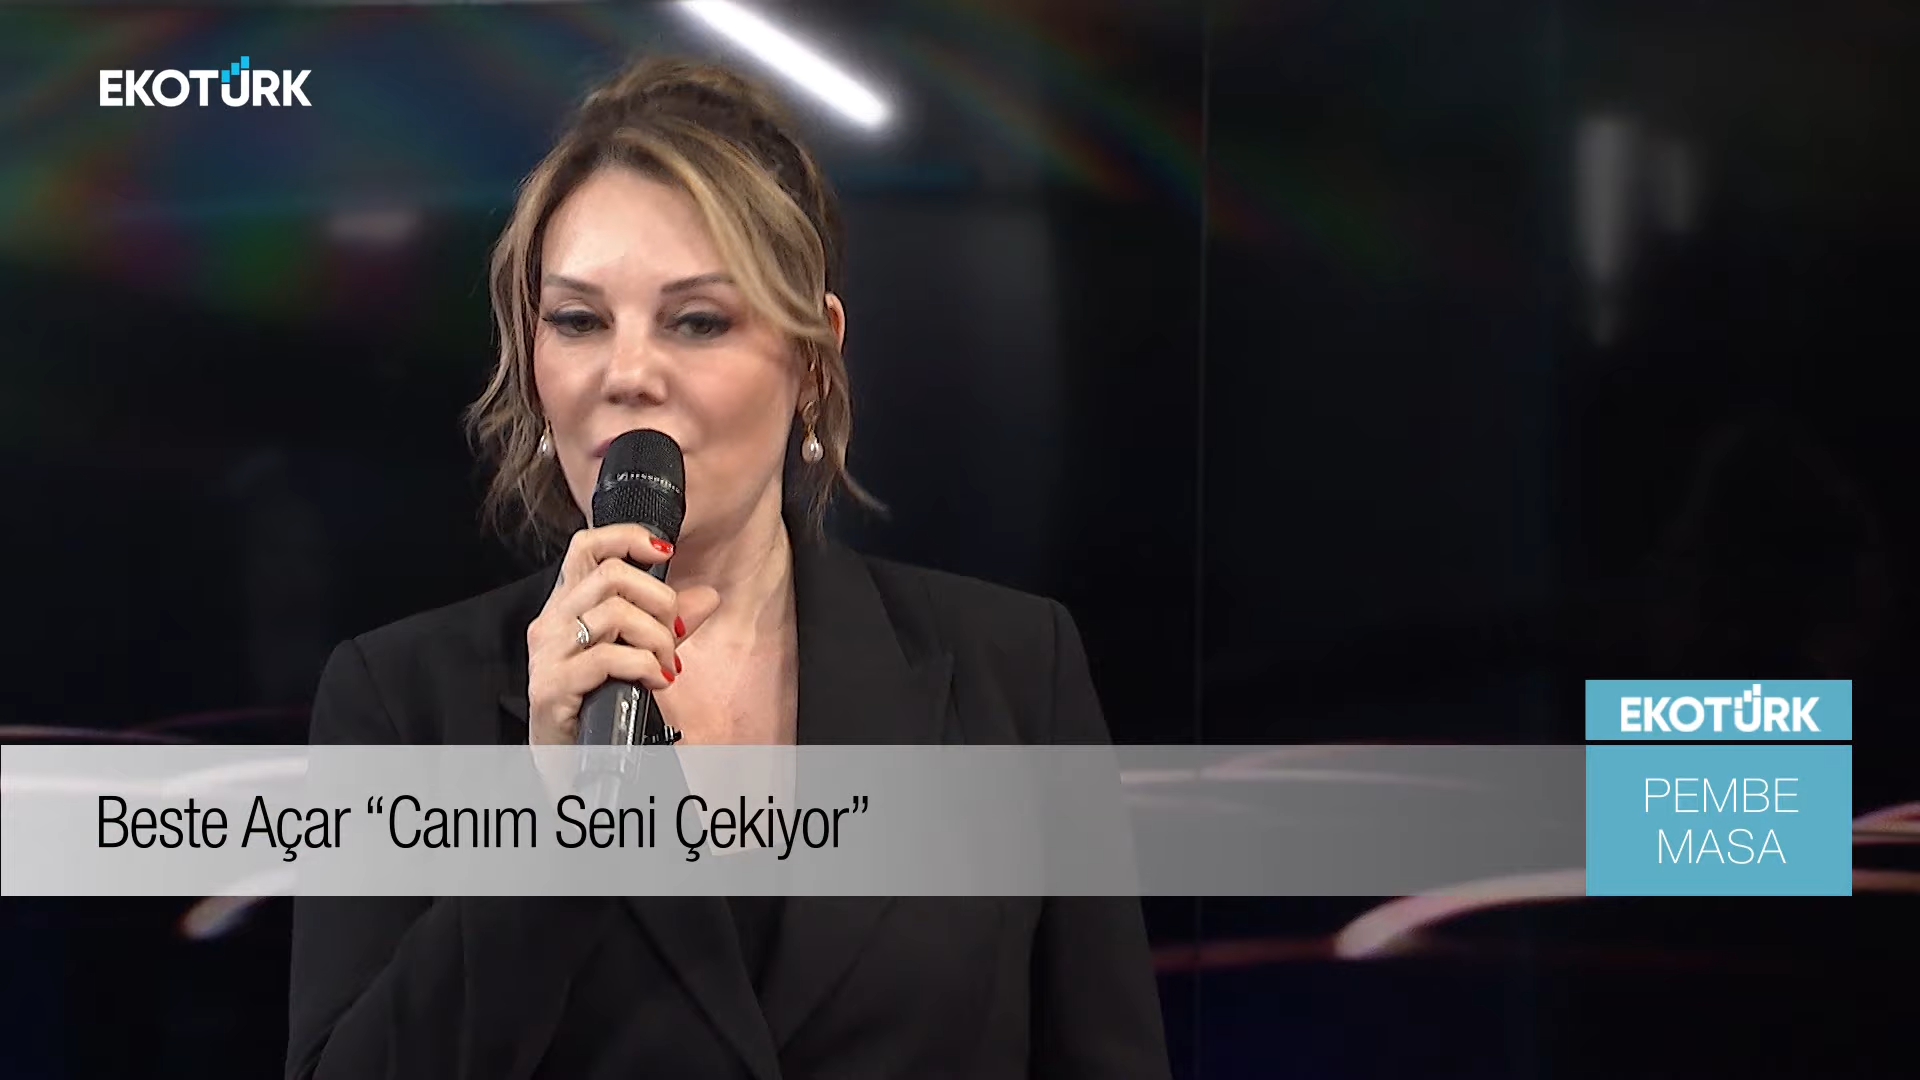 EKOTÜRK
EKOTÜRK
Beste Açar “Canım Seni Çekiyor”
PEMBE
MASA